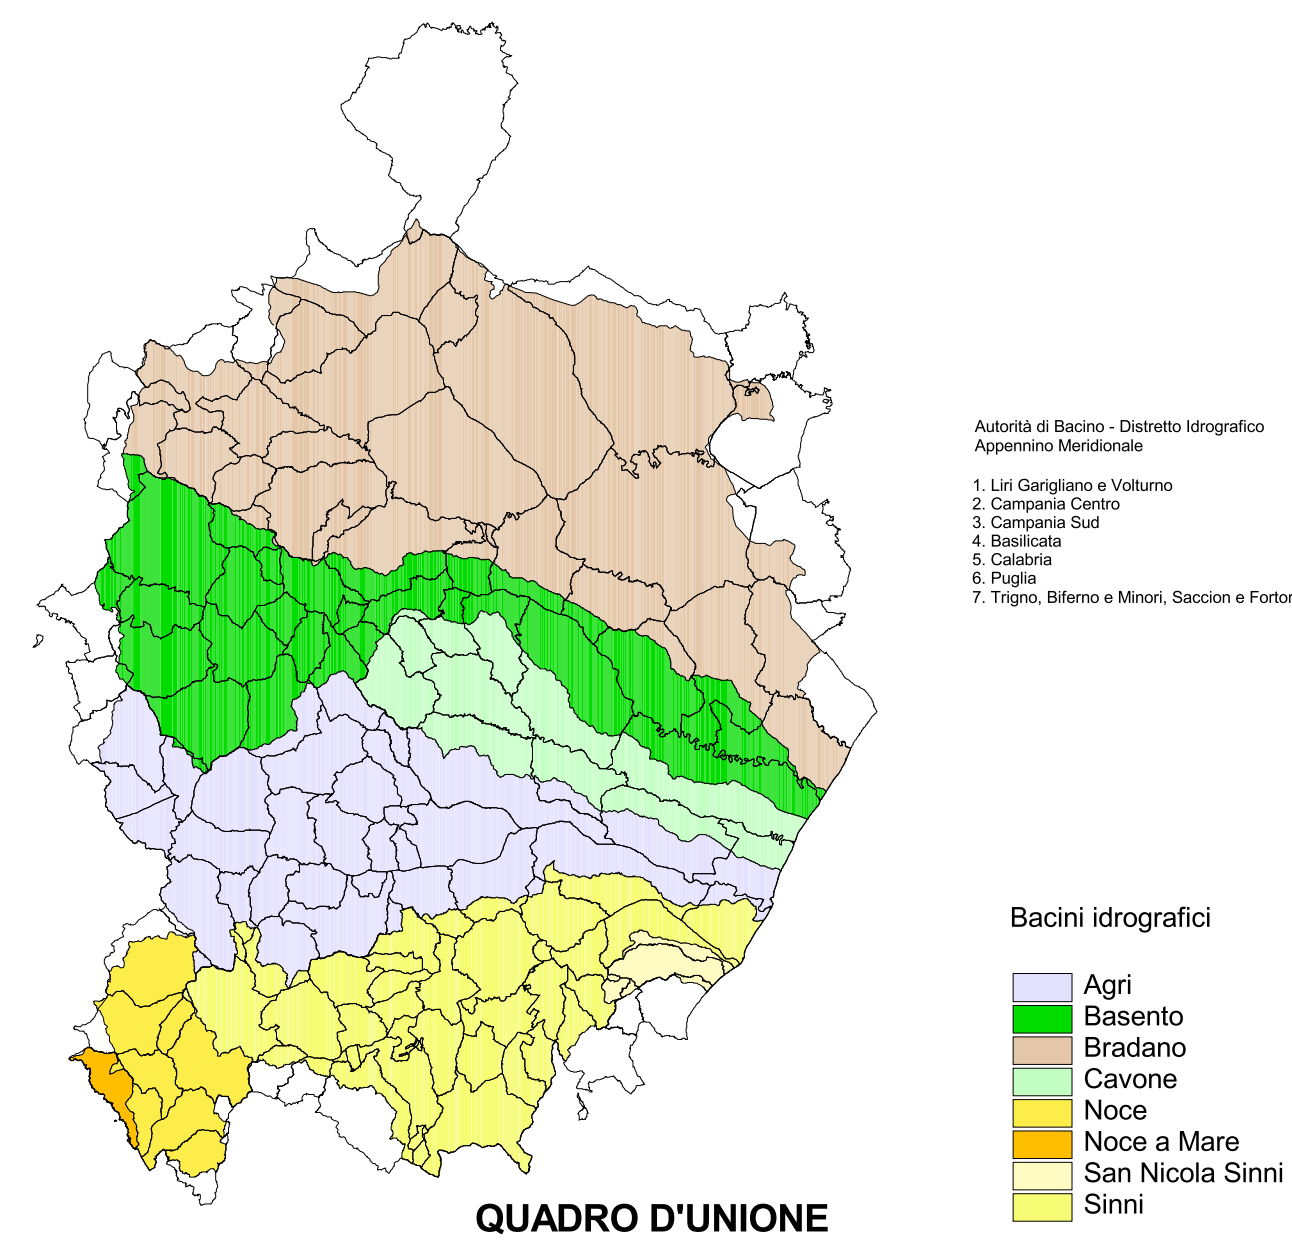 Autorità di Bacino - Distretto Idrografico
Appennino Meridionale
1. Liri Garigliano e Volturno
2. Campania Centro
3. Campania Sud
4. Basilicata
5. Calabria
6. Puglia
7. Trigno, Biferno e Minori, Saccion e Fortor
Bacini idrografici
Agri
Basento
Bradano
Cavone
Noce
Noce a Mare
San Nicola Sinni
Sinni
QUADRO D'UNIONE